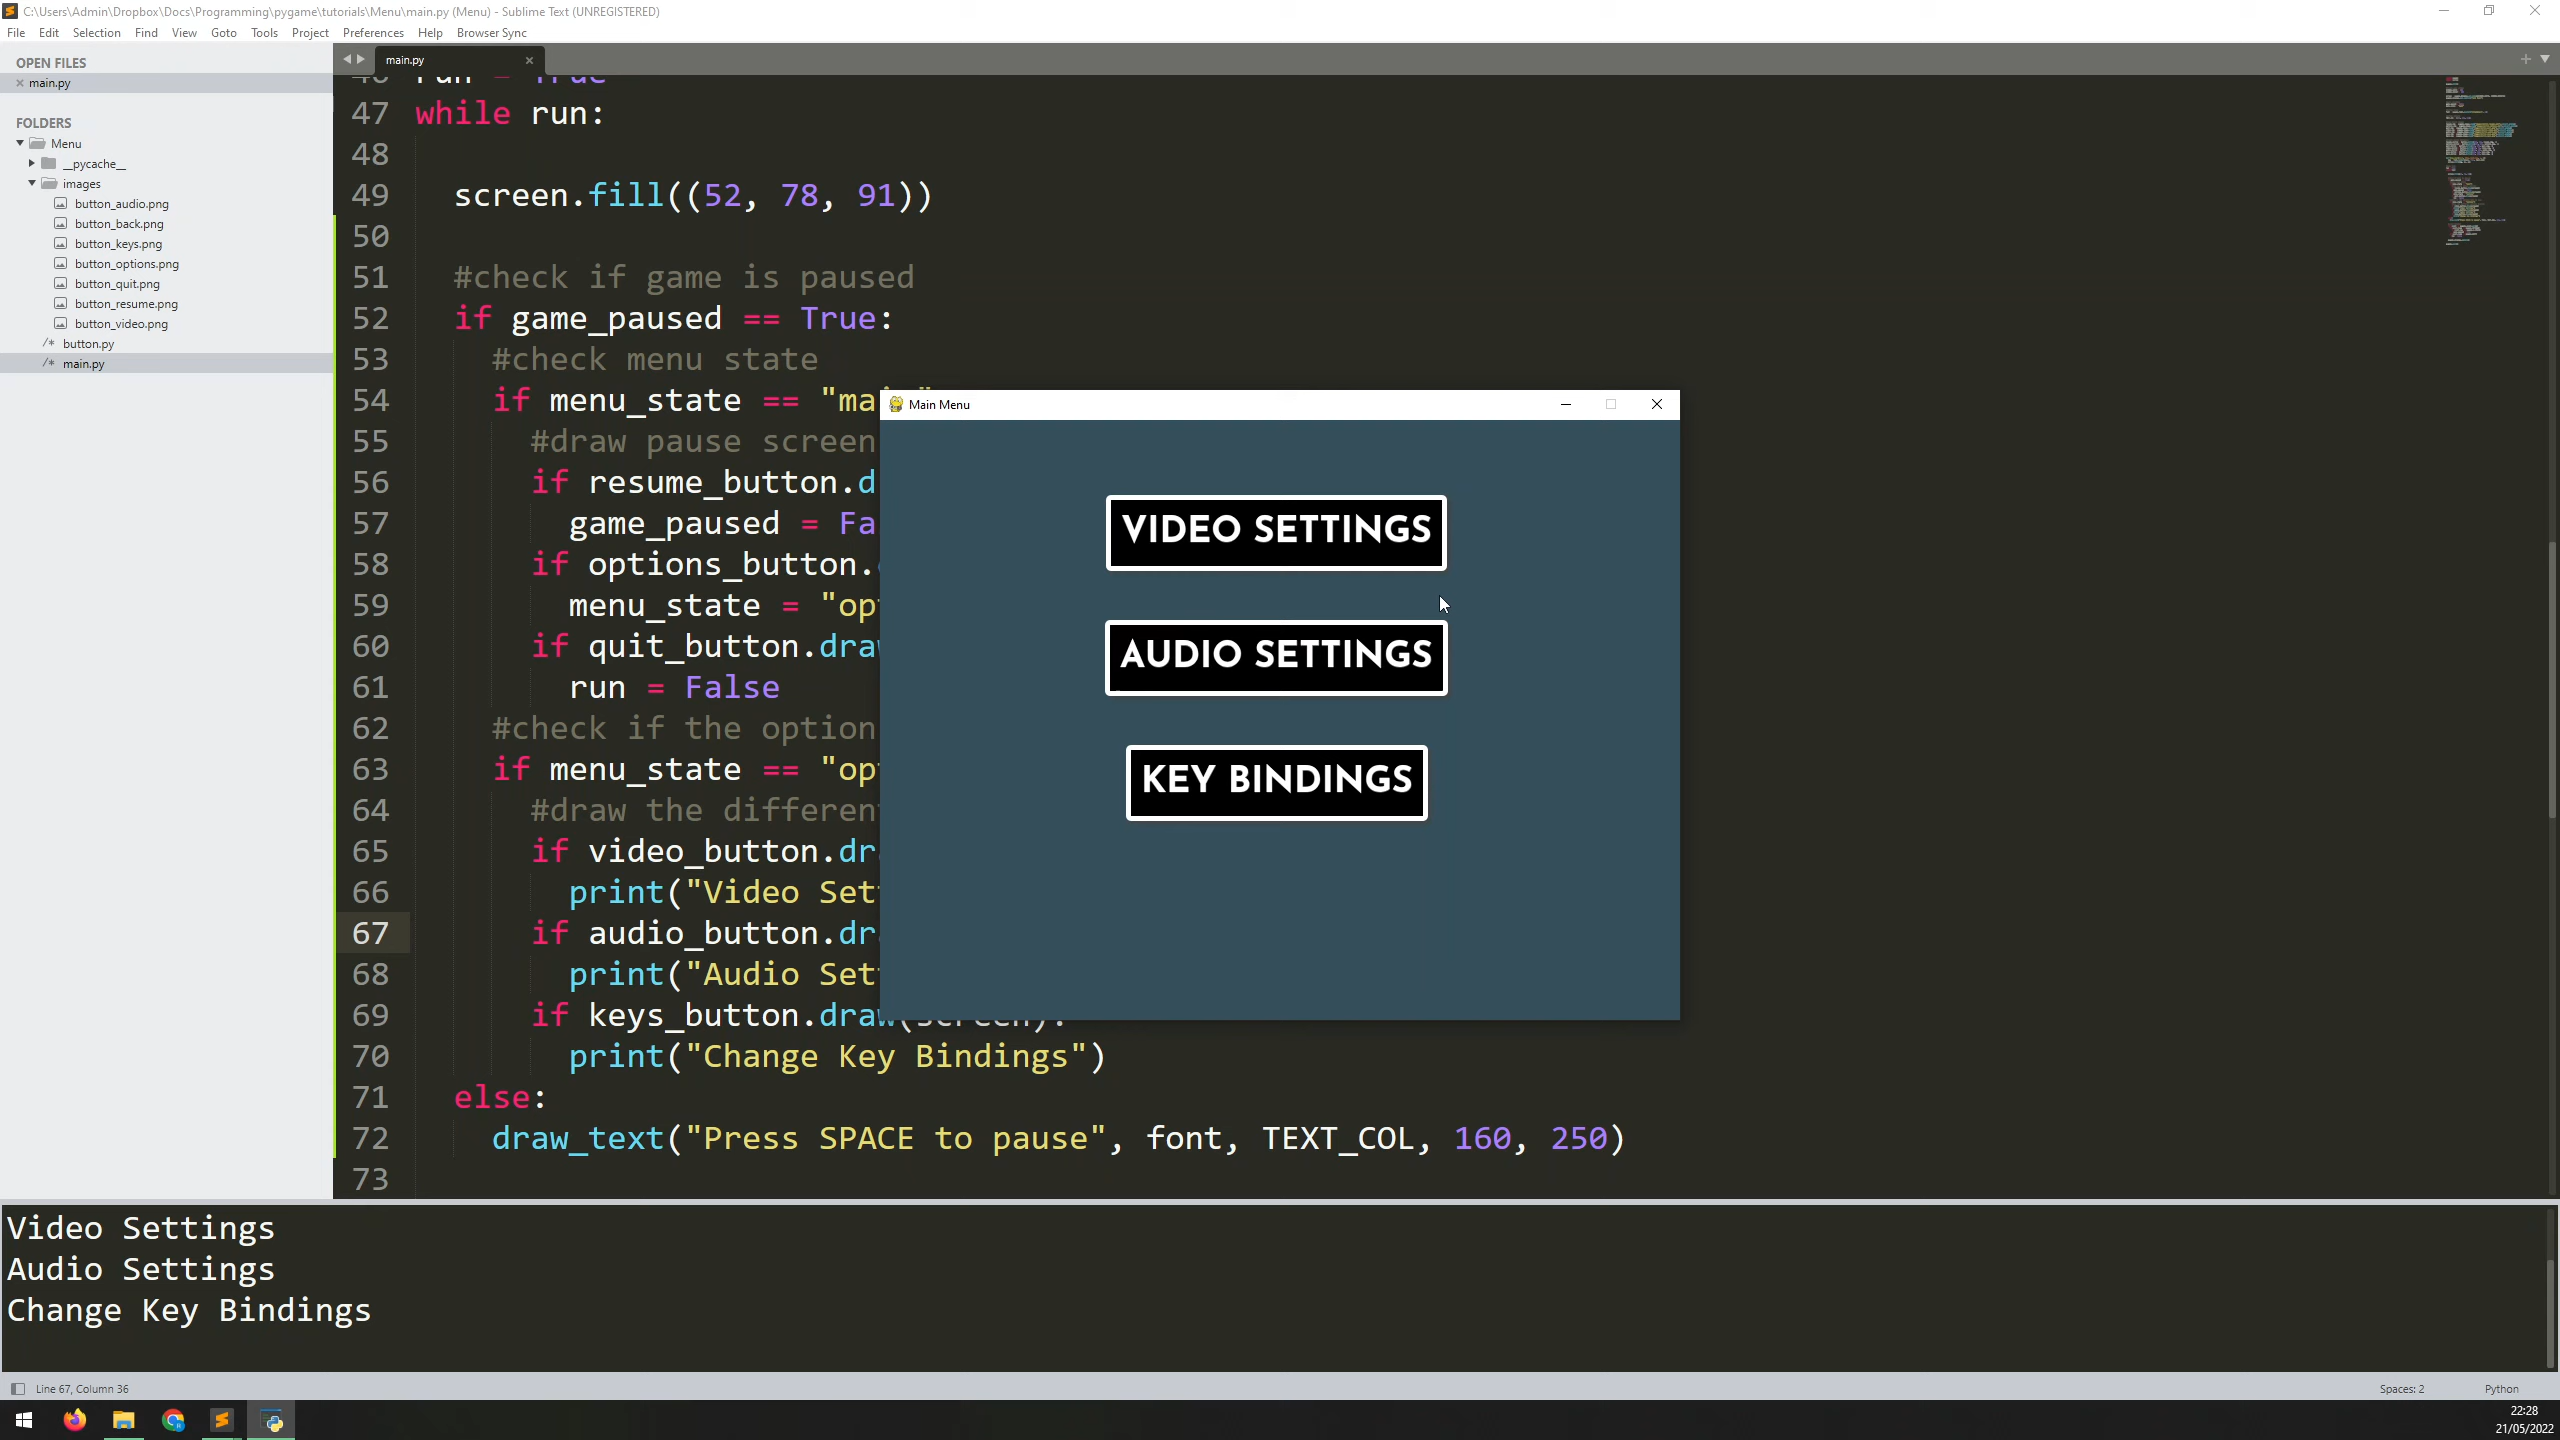 C:\Users\Admin\Dropbox\Docs\Programming\pygame\tutorials\Menu\main.py (Menu) - Sublime Text (UNREGISTERED)
File Edit Selection Find View Goto Tools Project Preferences Help Browser Sync
OPEN FILES
main.py
FOLDERS
Menu
__pycache__
images
button_audio.png
button_back.png
button_keys.png
button_options.png
button_quit.png
button_resume.png
button_video.png
/* button.py
/* main.py
main.py
46 run = True
47 while run:
48
49 screen.fill((52, 78, 91))
50
51 #check if game is paused
52 if game_paused == True:
53 #check menu state
54 if menu_state == "main"
55 #draw pause screen
56 if resume_button.d
57 game_paused = Fa
58 if options_button.
59 menu_state = "op
60 if quit_button.draw
61 run = False
62 #check if the option
63 if menu_state == "op
64 #draw the different
65 if video_button.dr
66 print("Video Set
67 if audio_button.dr
68 print("Audio Set
69 if keys_button.draw(screen):
70 print("Change Key Bindings")
71 else:
72 draw_text("Press SPACE to pause", font, TEXT_COL, 160, 250)
73
Main Menu
VIDEO SETTINGS
AUDIO SETTINGS
KEY BINDINGS
Video Settings
Audio Settings
Change Key Bindings
Line 67, Column 36
Spaces: 2
Python
22:28
21/05/2022